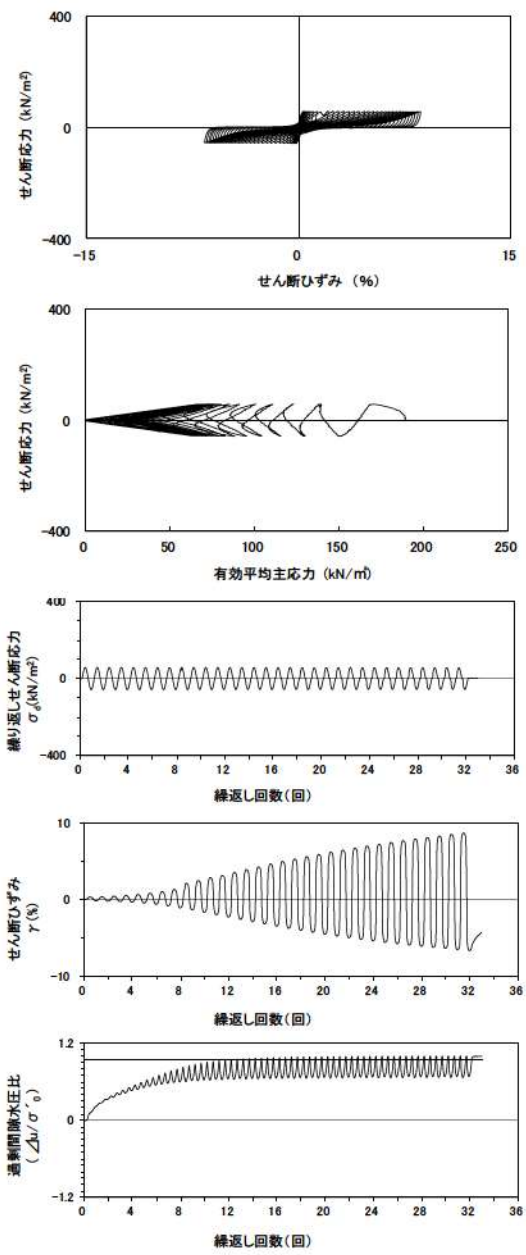 400
0
-400
せん断応力 (kN/m²)
-15
0
15
せん断ひずみ (%)
400
0
-400
せん断応力 (kN/m²)
0
50
100
150
200
250
有効平均主応力 (kN/㎡)
400
0
-400
繰り返しせん断応力
σd(kN/m²)
0 4 8 12 16 20 24 28 32 36
繰返し回数(回)
10
0
-10
せん断ひずみ
γ(%)
0 4 8 12 16 20 24 28 32 36
繰返し回数(回)
1.2
0
-1.2
過剰間隙水圧比
(⊿u/σ'0)
0 4 8 12 16 20 24 28 32 36
繰返し回数(回)